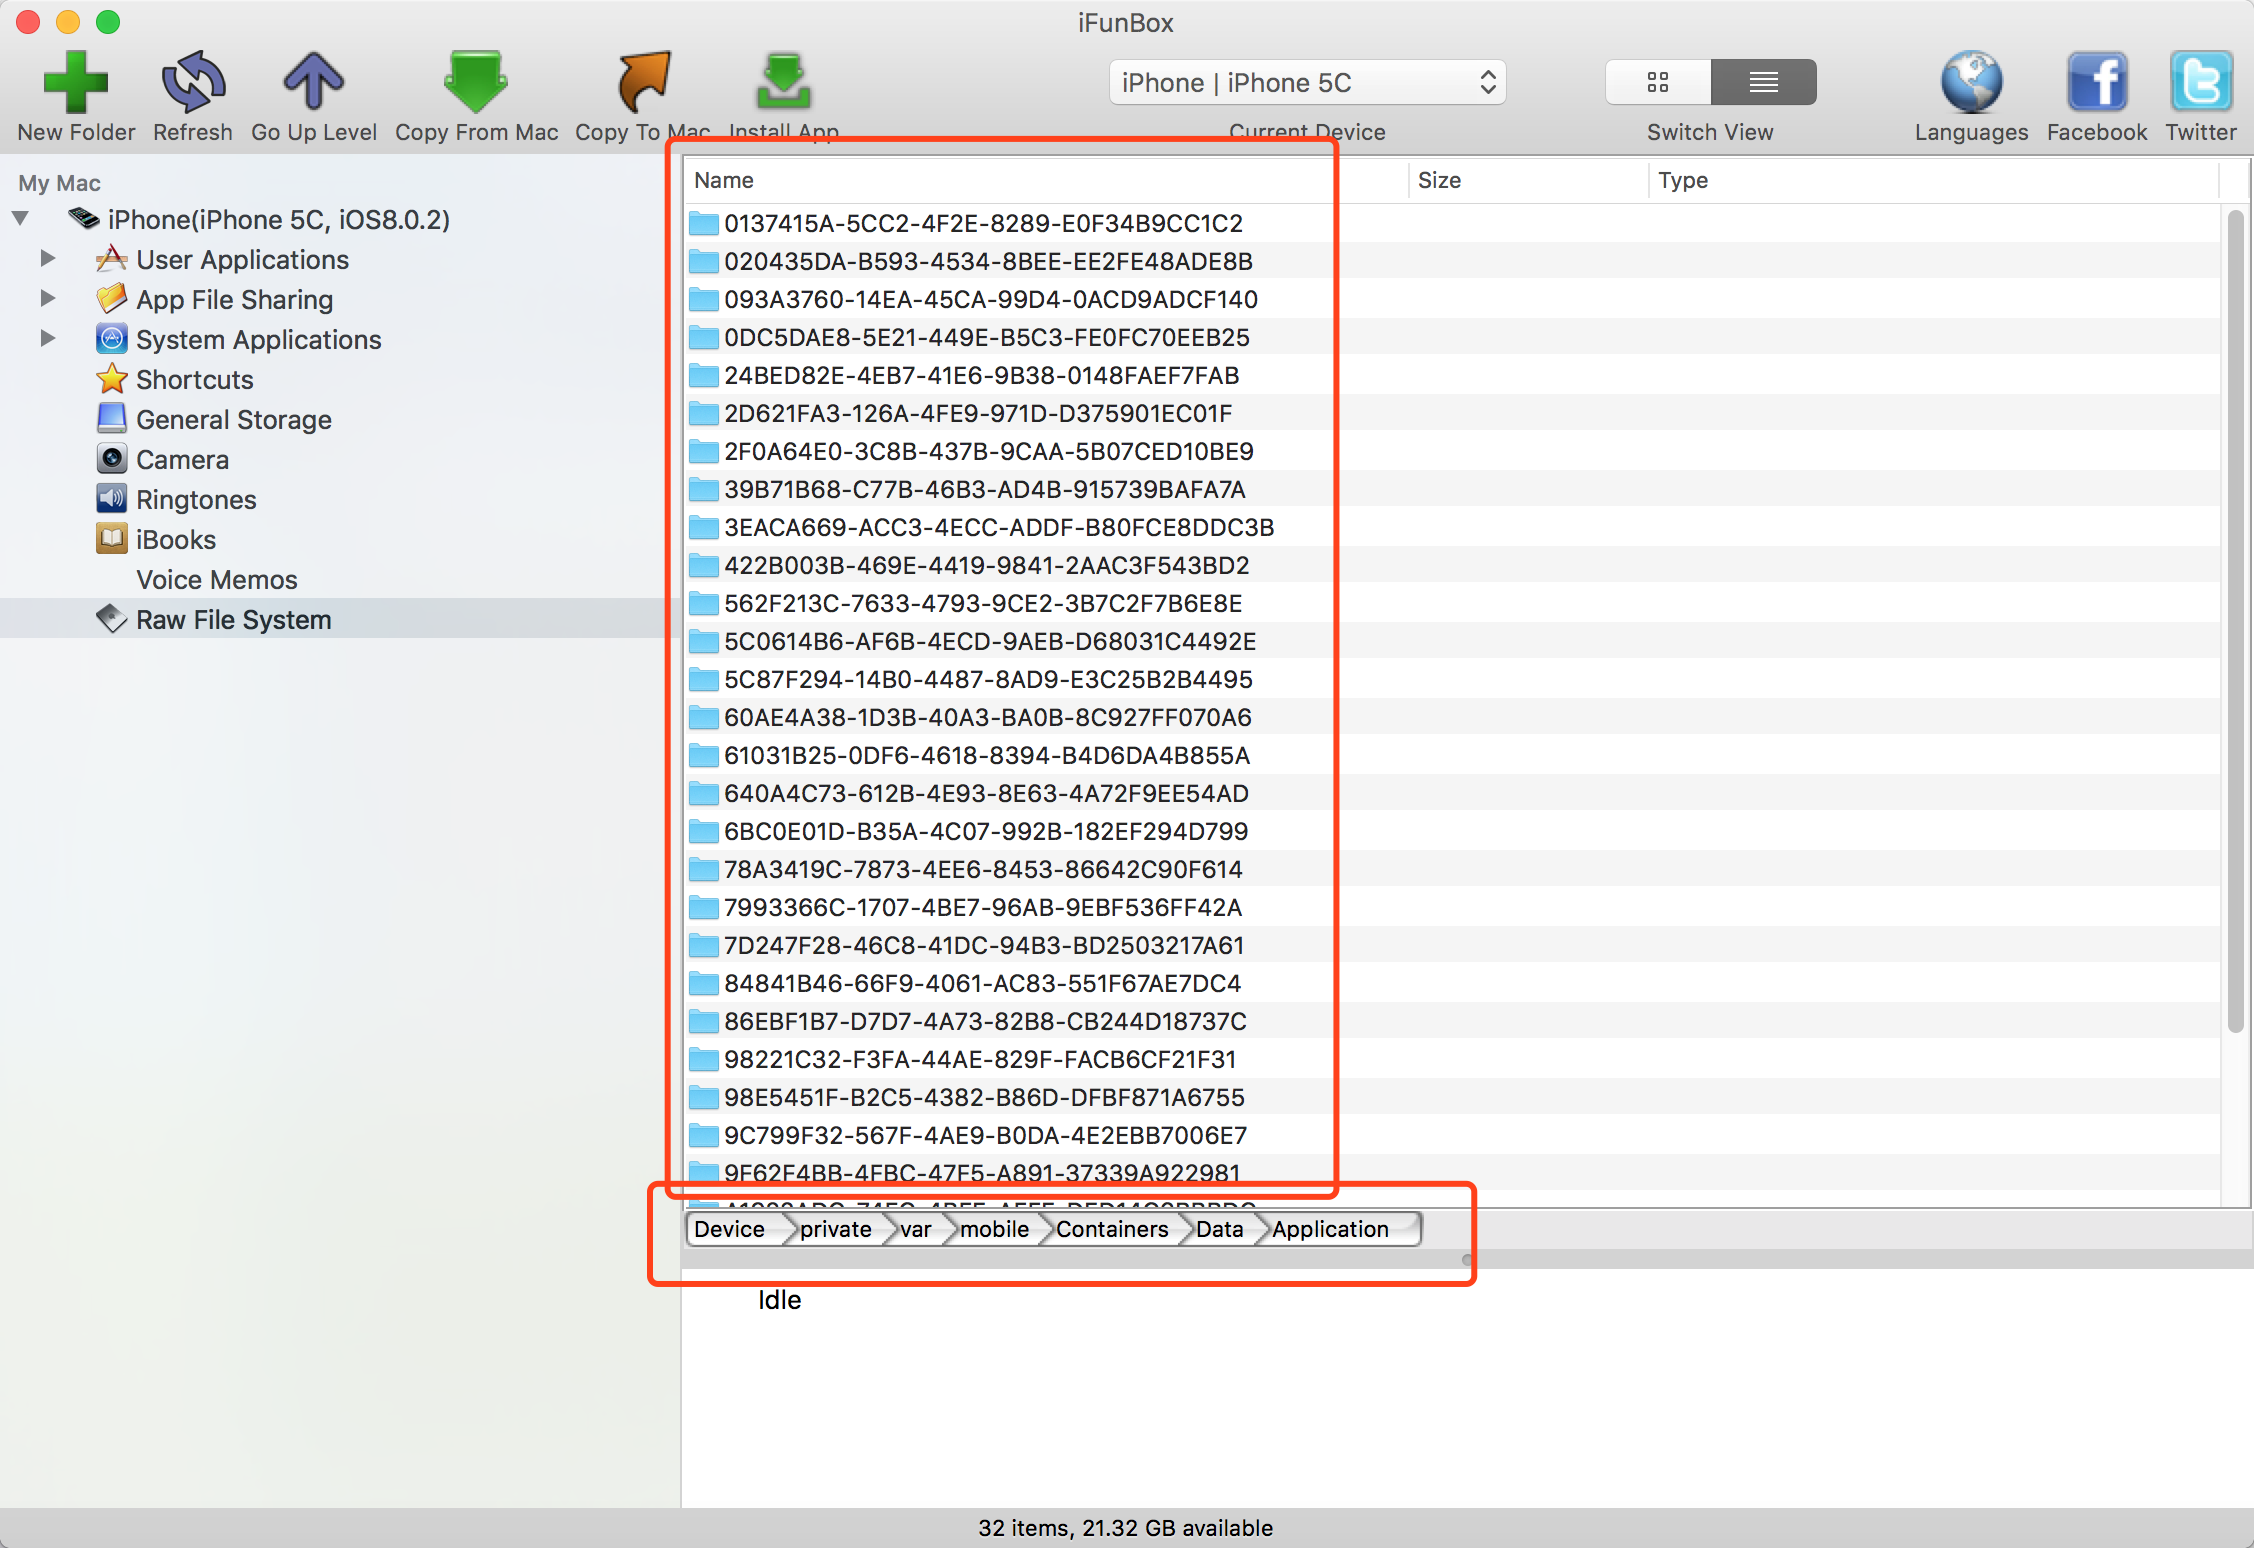 iFunBox
New Folder Refresh Go Up Level Copy From Mac Copy To Mac Install App
iPhone | iPhone 5C
Current Device Switch View Languages Facebook Twitter
My Mac
iPhone(iPhone 5C, iOS8.0.2)
User Applications
App File Sharing
System Applications
Shortcuts
General Storage
Camera
Ringtones
iBooks
Voice Memos
Raw File System
Name Size Type
0137415A-5CC2-4F2E-8289-E0F34B9CC1C2
020435DA-B593-4534-8BEE-EE2FE48ADE8B
093A3760-14EA-45CA-99D4-0ACD9ADCF140
0DC5DAE8-5E21-449E-B5C3-FE0FC70EEB25
24BED82E-4EB7-41E6-9B38-0148FAEF7FAB
2D621FA3-126A-4FE9-971D-D375901EC01F
2F0A64E0-3C8B-437B-9CAA-5B07CED10BE9
39B71B68-C77B-46B3-AD4B-915739BAFA7A
3EACA669-ACC3-4ECC-ADDF-B80FCE8DDC3B
422B003B-469E-4419-9841-2AAC3F543BD2
562F213C-7633-4793-9CE2-3B7C2F7B6E8E
5C0614B6-AF6B-4ECD-9AEB-D68031C4492E
5C87F294-14B0-4487-8AD9-E3C25B2B4495
60AE4A38-1D3B-40A3-BA0B-8C927FF070A6
61031B25-0DF6-4618-8394-B4D6DA4B855A
640A4C73-612B-4E93-8E63-4A72F9EE54AD
6BC0E01D-B35A-4C07-992B-182EF294D799
78A3419C-7873-4EE6-8453-86642C90F614
7993366C-1707-4BE7-96AB-9EBF536FF42A
7D247F28-46C8-41DC-94B3-BD2503217A61
84841B46-66F9-4061-AC83-551F67AE7DC4
86EBF1B7-D7D7-4A73-82B8-CB244D18737C
98221C32-F3FA-44AE-829F-FACB6CF21F31
98E5451F-B2C5-4382-B86D-DFBF871A6755
9C799F32-567F-4AE9-B0DA-4E2EBB7006E7
9F62F4BB-4FBC-47F5-A891-37339A922981
Device private var mobile Containers Data Application
Idle
32 items, 21.32 GB available